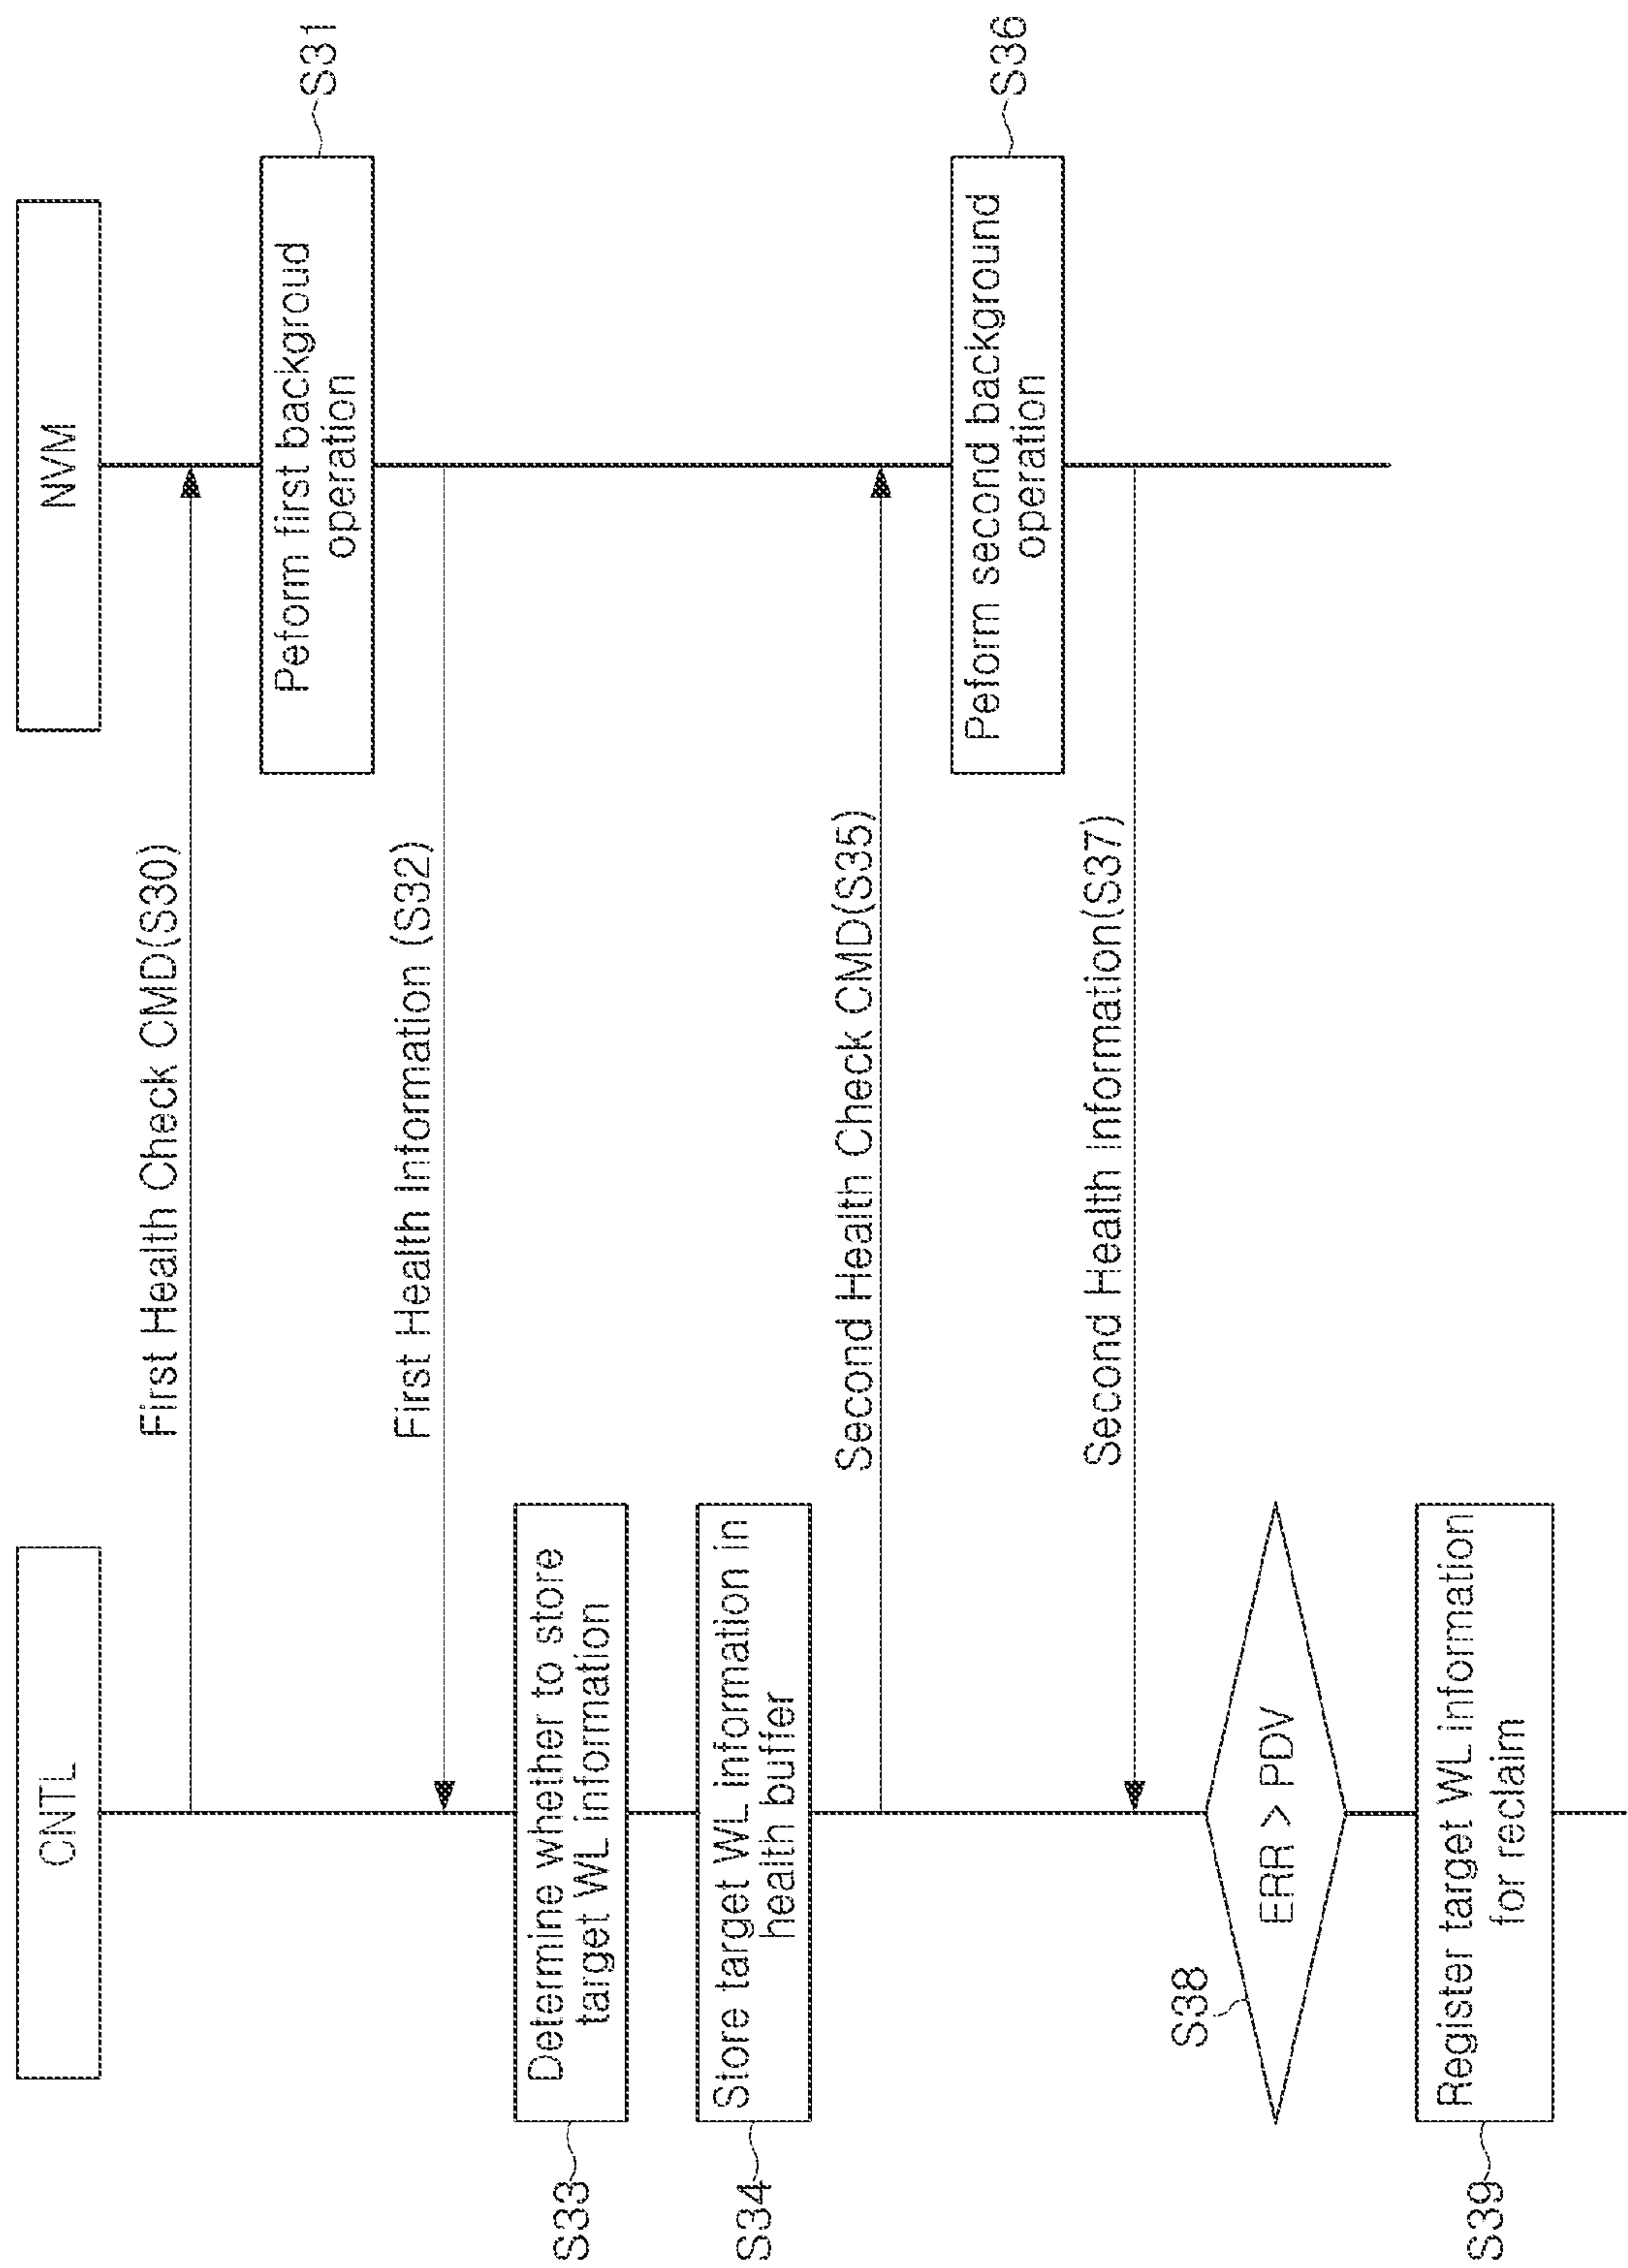 CNTL
NVM
First Health Check CMD(S30)
Peform first backgroud
operation
S31
First Health Information (S32)
S33
Determine whether to store
target WL information
S34
Store target WL information in
health buffer
Second Health Check CMD(S35)
Peform second background
operation
S36
Second Health Information(S37)
S38
ERR > PDV
S39
Register target WL information
for reclaim